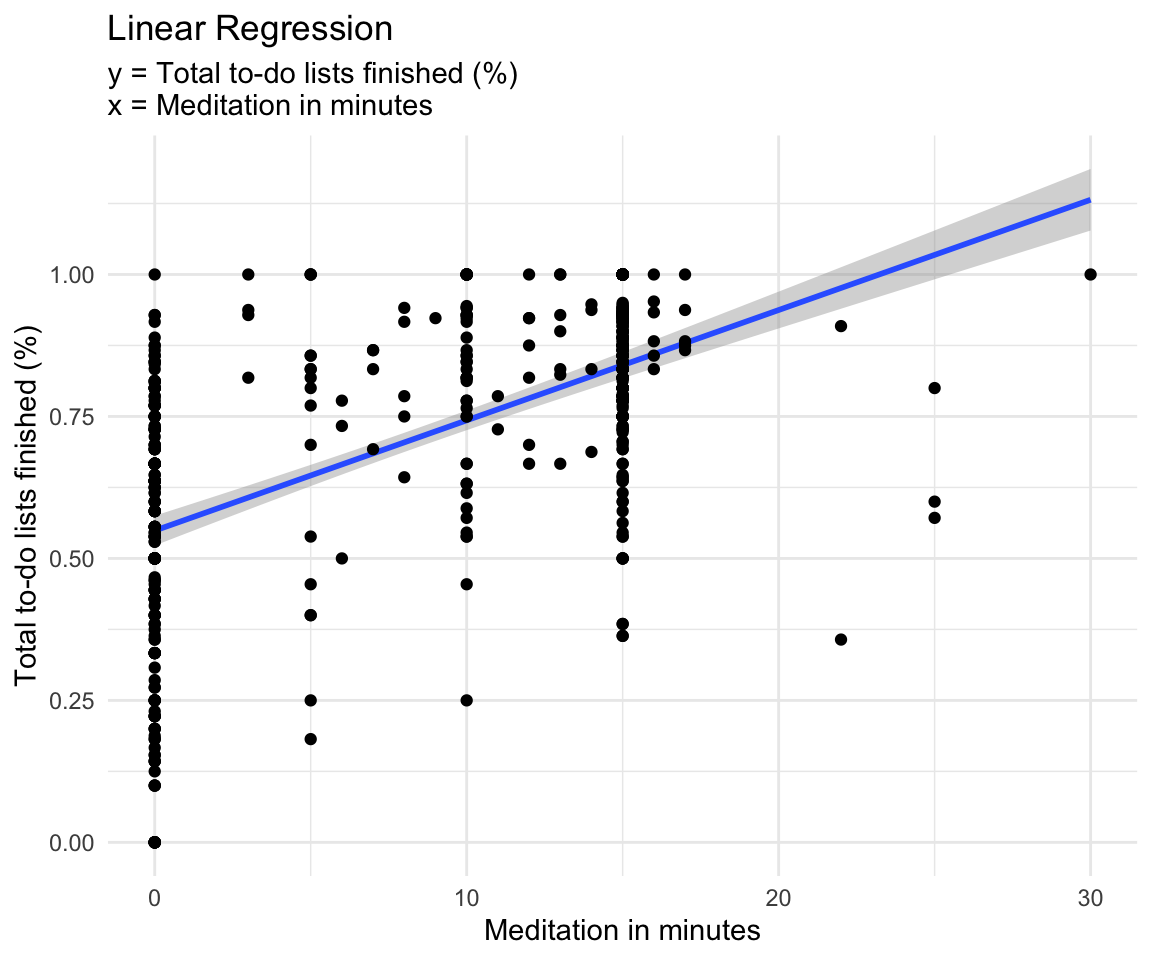 Linear Regression
y = Total to-do lists finished (%)
x = Meditation in minutes
Total to-do lists finished (%)
1.00
0.75
0.50
0.25
0.00
0 10 20 30
Meditation in minutes